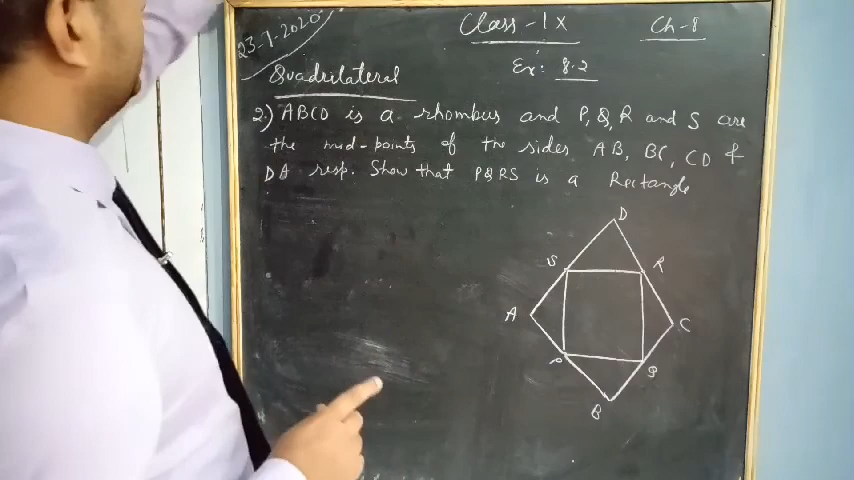 23-7-2020
Class - IX
Ch-8
Quadrilateral
Ex: 8.2
2.) ABCD is a rhombus and P, Q, R and S are
the mid-points of the sides AB, BC, CD &
DA resp. Show that PQRS is a Rectangle
D
S
R
A
C
P
Q
B